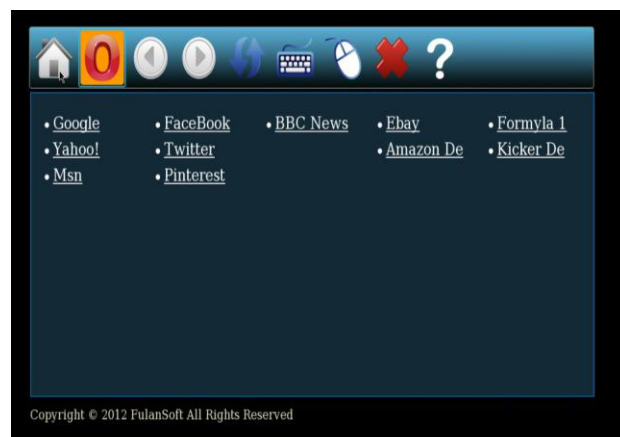 • Google • FaceBook • BBC News • Ebay • Formyla 1
• Yahoo! • Twitter • Amazon De • Kicker De
• Msn • Pinterest
Copyright © 2012 FulanSoft All Rights Reserved